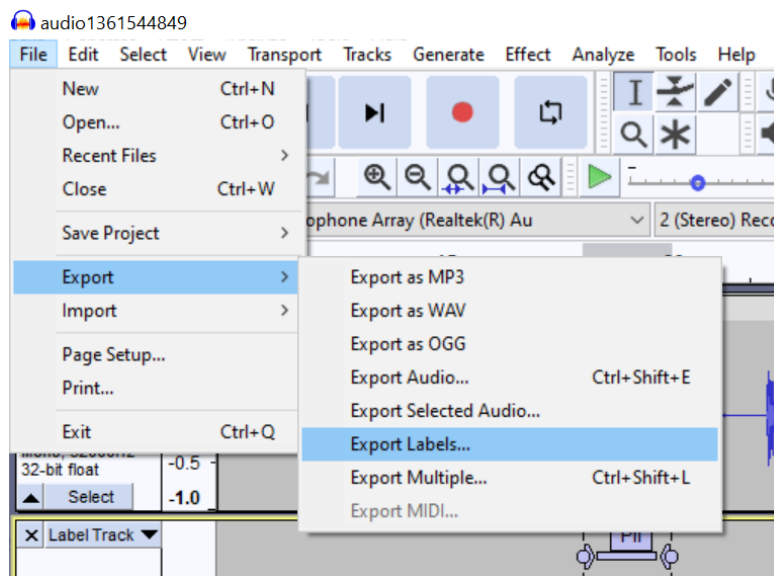 audio1361544849
File Edit Select View Transport Tracks Generate Effect Analyze Tools Help
New Ctrl+N
Open... Ctrl+O
Recent Files
Close Ctrl+W
Save Project
ophone Array (Realtek(R) Au
2 (Stereo) Reco
Export
Import
Page Setup...
Print...
Exit Ctrl+Q
Export as MP3
Export as WAV
Export as OGG
Export Audio... Ctrl+Shift+E
Export Selected Audio...
Export Labels...
Export Multiple... Ctrl+Shift+L
Export MIDI...
32-bit float
-0.5
Select
-1.0
Label Track